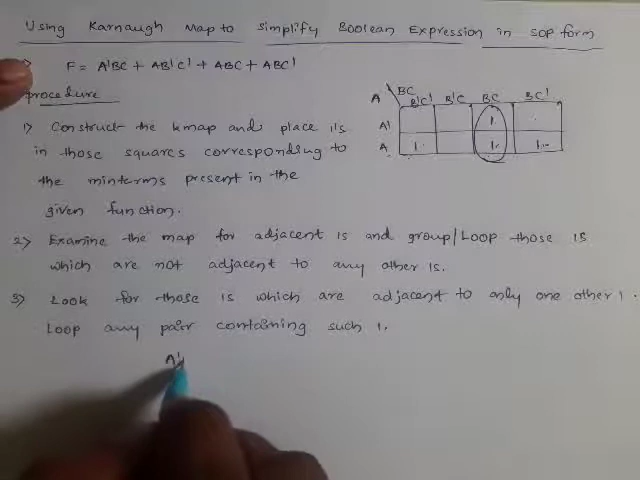 Using Karnaugh Map to Simplify Boolean Expression in SOP form
F = A'BC + AB'C' + ABC + ABC'
procedure
A BC B'C' B'C BC BC'
A' 1
A 1 1 1
1) Construct the kmap and place 1's
in those squares corresponding to
the minterms present in the
given function.
2) Examine the map for adjacent 1s and group/Loop those 1s
which are not adjacent to any other 1s.
3) Look for those 1s which are adjacent to only one other 1.
Loop any pair containing such 1.
A'